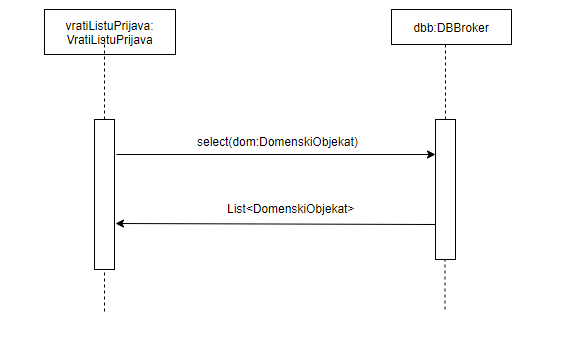 vratiListuPrijava:
VratiListuPrijava
dbb:DBBroker
select(dom:DomenskiObjekat)
List<DomenskiObjekat>